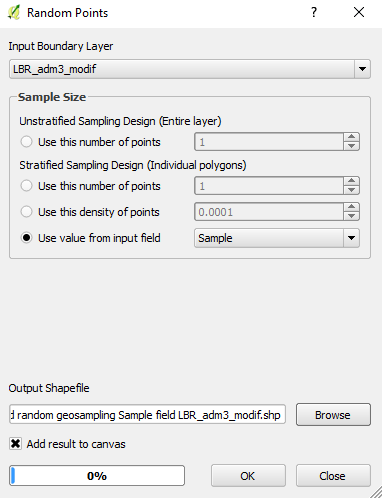 Random Points
?
Input Boundary Layer
LBR_adm3_modif
Sample Size
Unstratified Sampling Design (Entire layer)
Use this number of points 1
Stratified Sampling Design (Individual polygons)
Use this number of points 1
Use this density of points 0.0001
Use value from input field Sample
Output Shapefile
random geosampling Sample field LBR_adm3_modif.shp Browse
Add result to canvas
0% OK Close